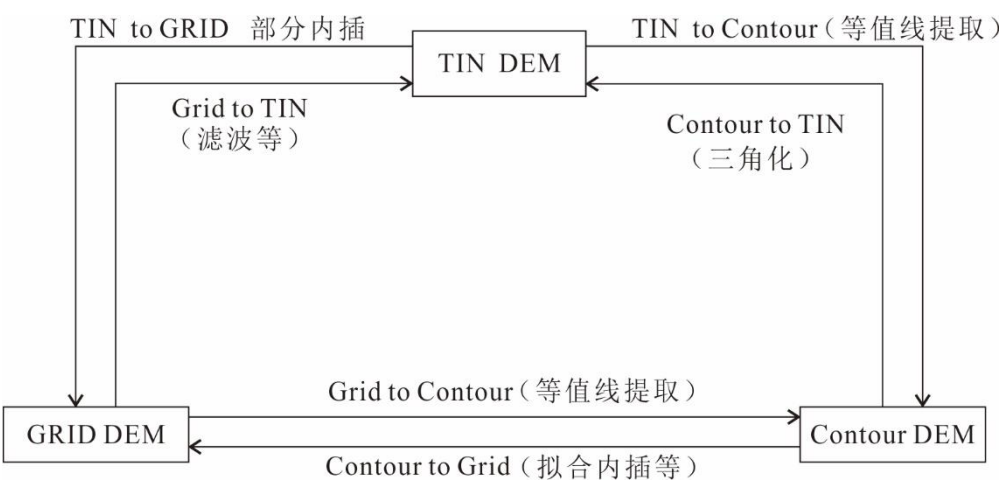 TIN to GRID 部分内插
TIN to Contour（等值线提取）
TIN DEM
Grid to TIN
（滤波等）
Contour to TIN
（三角化）
Grid to Contour（等值线提取）
GRID DEM
Contour DEM
Contour to Grid（拟合内插等）